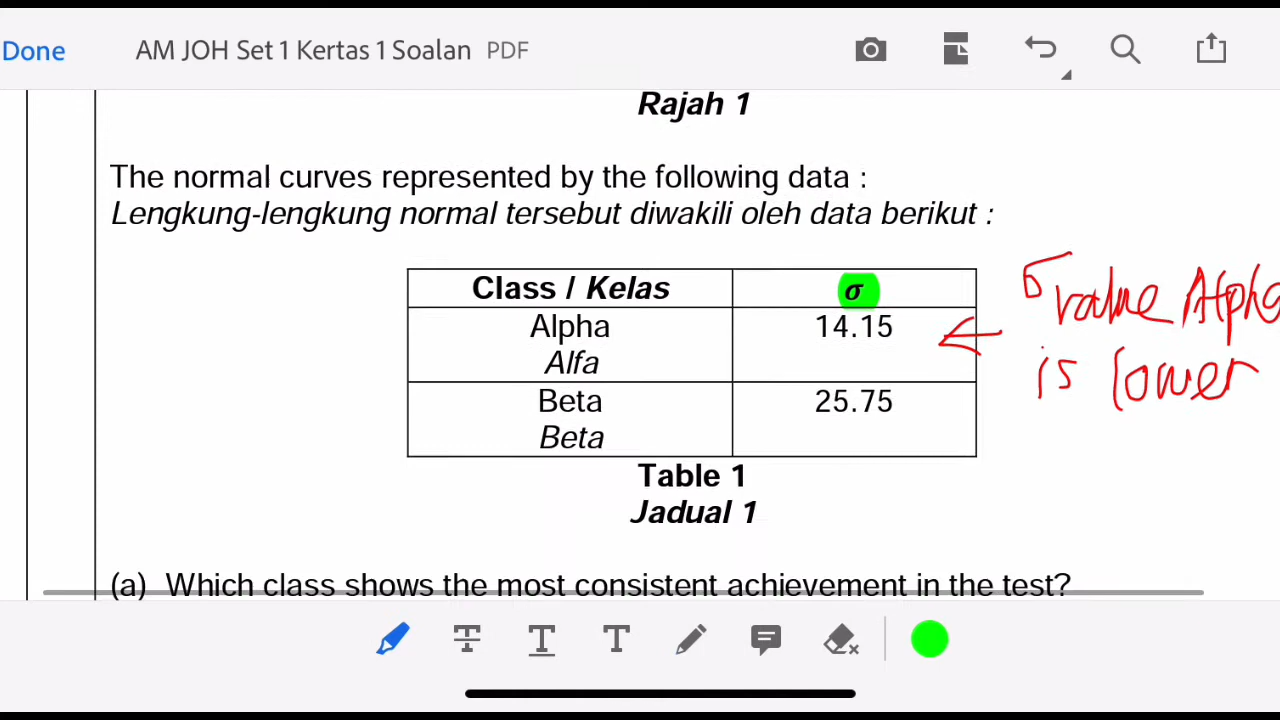 Done
AM JOH Set 1 Kertas 1 Soalan PDF
Rajah 1
The normal curves represented by the following data :
Lengkung-lengkung normal tersebut diwakili oleh data berikut :
Class / Kelas σ
Alpha 14.15
Alfa
Beta 25.75
Beta
σ value Alpha
is lower
Table 1
Jadual 1
(a) Which class shows the most consistent achievement in the test?
T T T